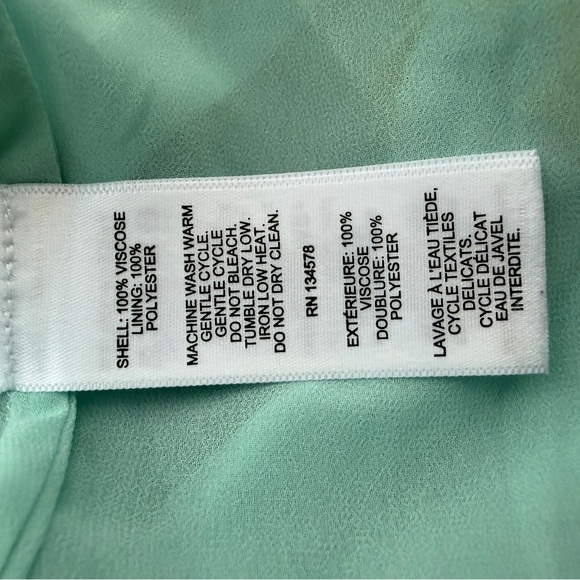 SHELL: 100% VISCOSE
LINING: 100%
POLYESTER
MACHINE WASH WARM
GENTLE CYCLE.
GENTLE CYCLE
DO NOT BLEACH.
TUMBLE DRY LOW.
IRON LOW HEAT.
DO NOT DRY CLEAN.
RN 134578
EXTÉRIEURE: 100%
VISCOSE
DOUBLURE: 100%
POLYESTER
LAVAGE À L'EAU TIÈDE,
CYCLE TEXTILES
DELICATS.
CYCLE DÉLICAT
EAU DE JAVEL
INTERDITE.